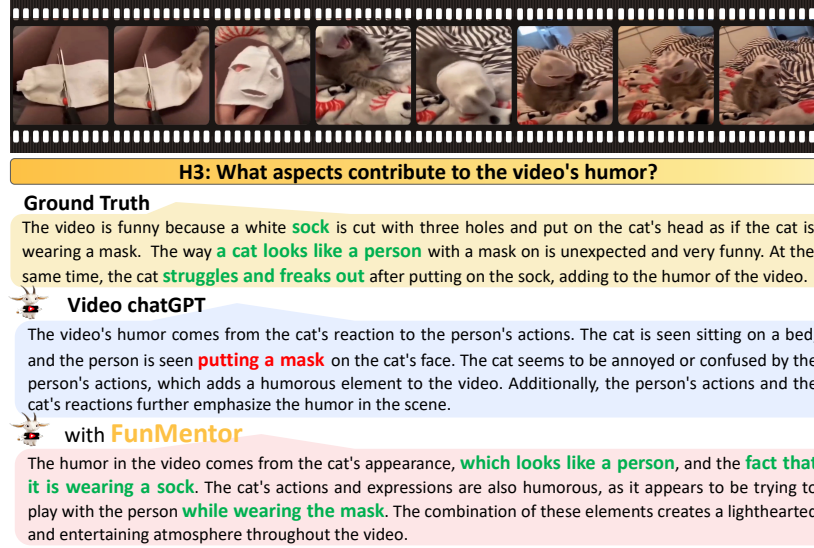 H3: What aspects contribute to the video's humor?
Ground Truth
The video is funny because a white sock is cut with three holes and put on the cat's head as if the cat is
wearing a mask. The way a cat looks like a person with a mask on is unexpected and very funny. At the
same time, the cat struggles and freaks out after putting on the sock, adding to the humor of the video.
Video chatGPT
The video's humor comes from the cat's reaction to the person's actions. The cat is seen sitting on a bed,
and the person is seen putting a mask on the cat's face. The cat seems to be annoyed or confused by the
person's actions, which adds a humorous element to the video. Additionally, the person's actions and the
cat's reactions further emphasize the humor in the scene.
with FunMentor
The humor in the video comes from the cat's appearance, which looks like a person, and the fact that
it is wearing a sock. The cat's actions and expressions are also humorous, as it appears to be trying to
play with the person while wearing the mask. The combination of these elements creates a lighthearted
and entertaining atmosphere throughout the video.